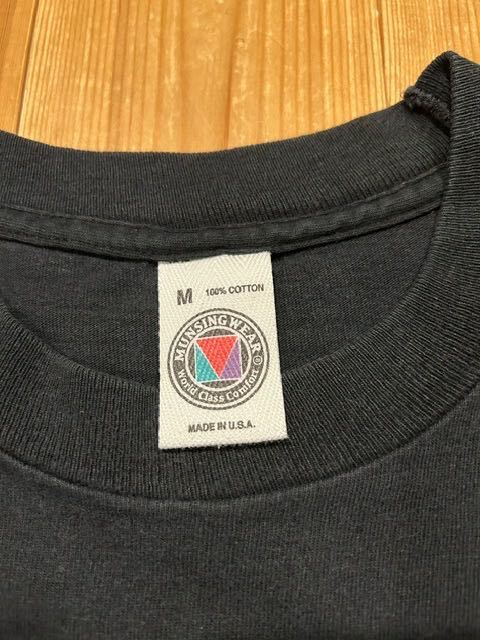 M 100% COTTON
MUNSINGWEAR
World Class Comfort ®
MADE IN U.S.A.